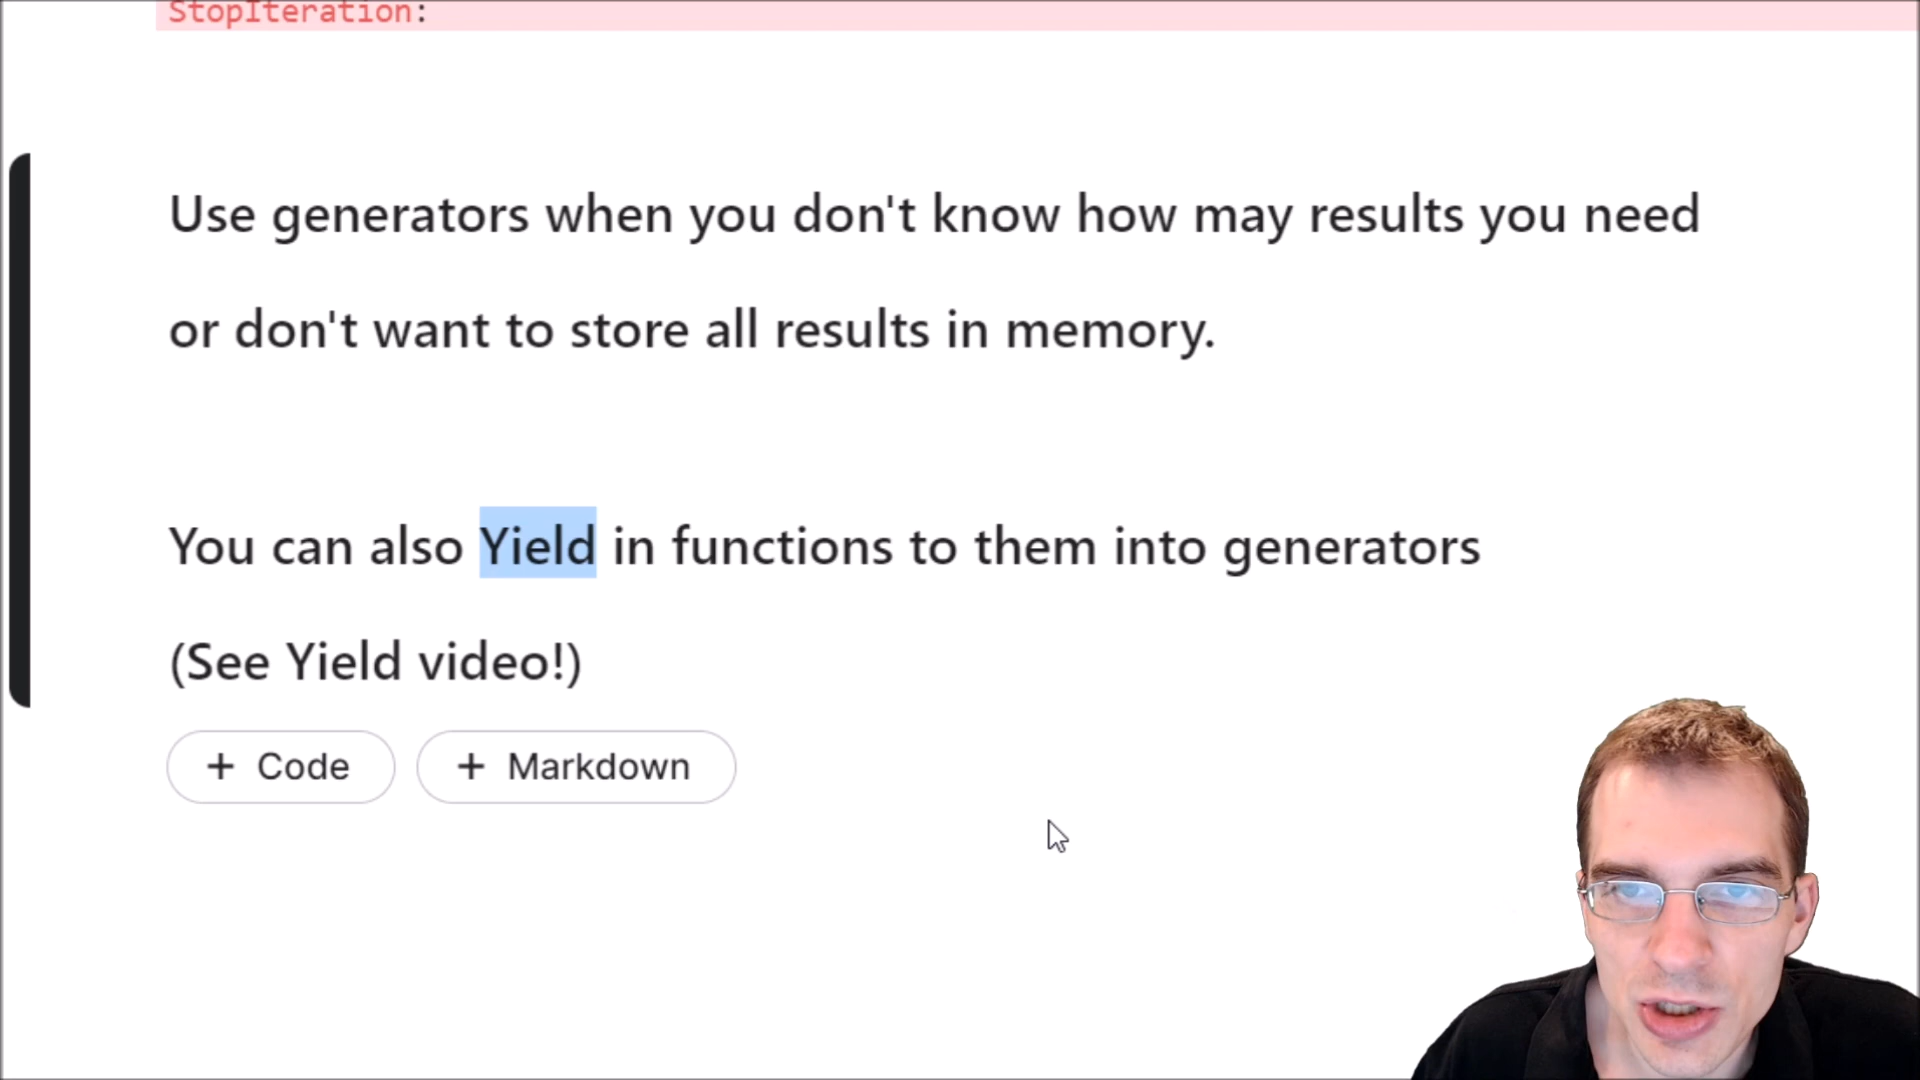 StopIteration:
Use generators when you don't know how may results you need
or don't want to store all results in memory.
You can also Yield in functions to them into generators
(See Yield video!)
+ Code + Markdown